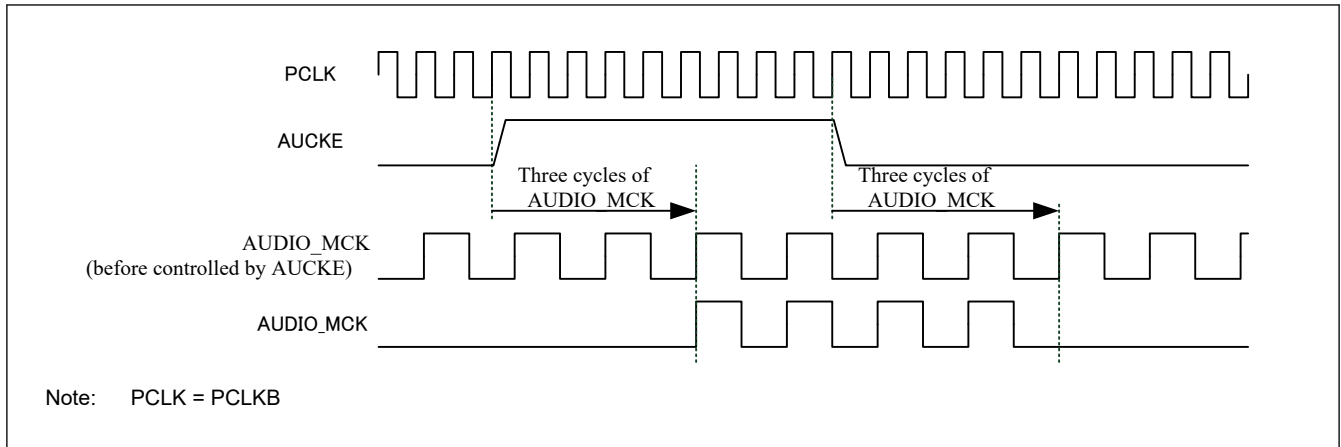 PCLK
AUCKE
Three cycles of
AUDIO_MCK
Three cycles of
AUDIO_MCK
AUDIO_MCK
(before controlled by AUCKE)
AUDIO_MCK
Note: PCLK = PCLKB